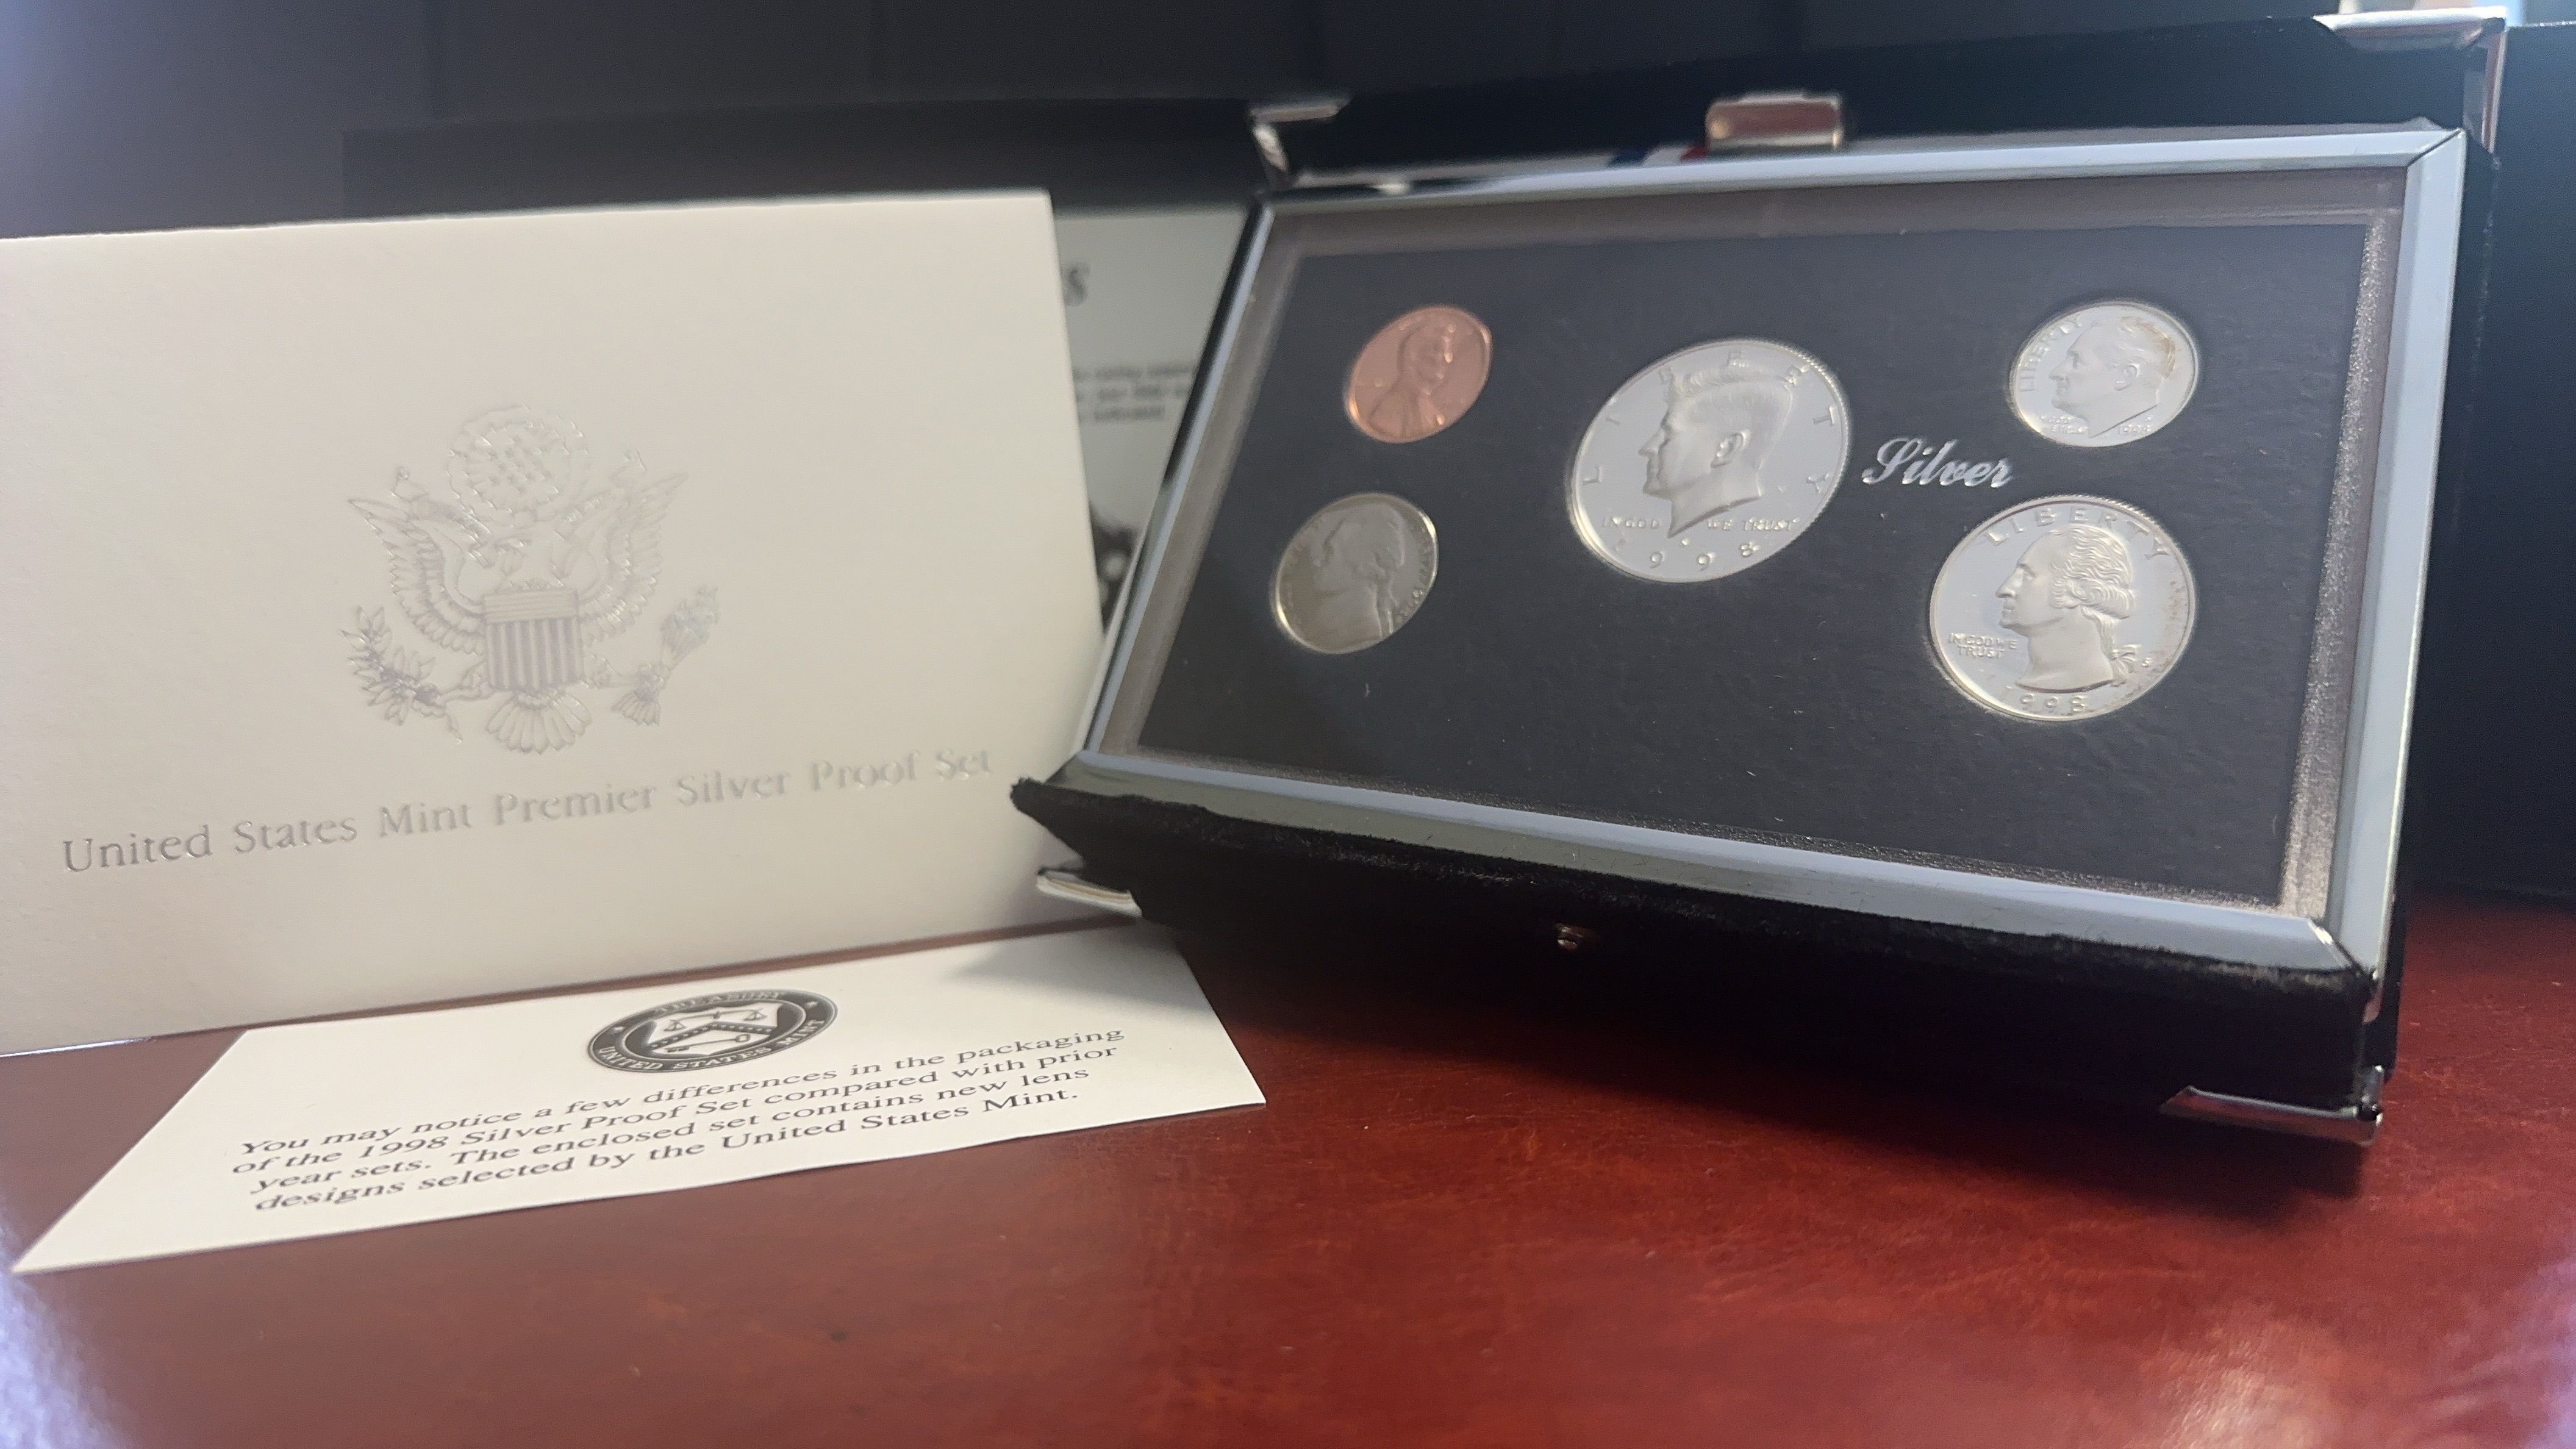 United States Mint Premier Silver Proof Set
TREASURY
UNITED STATES MINT
You may notice a few differences in the packaging
of the 1998 Silver Proof Set compared with prior
year sets. The enclosed set contains new lens
designs selected by the United States Mint.
LIBERTY
IN GOD WE TRUST
1998
Silver
LIBERTY
1998
LIBERTY
IN GOD WE
TRUST
S
1998